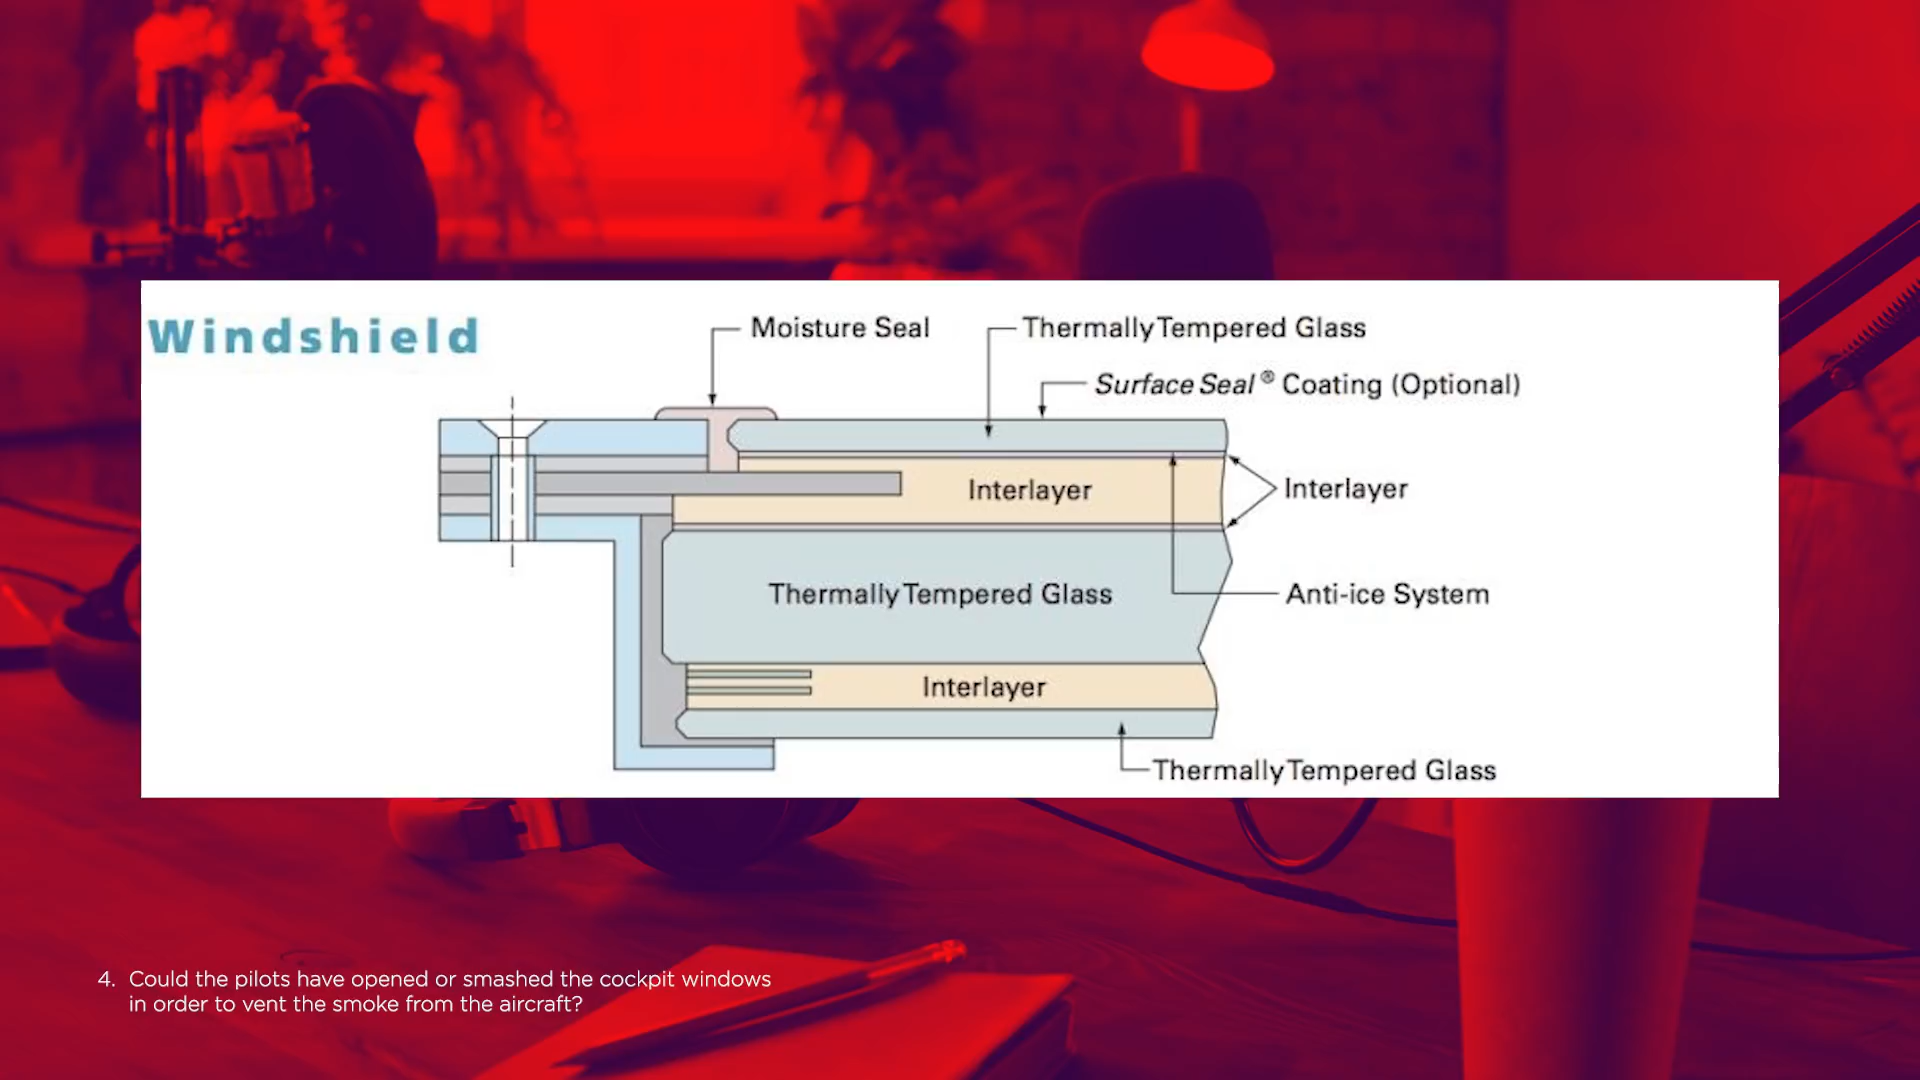 Windshield
Moisture Seal
Thermally Tempered Glass
Surface Seal® Coating (Optional)
Interlayer
Interlayer
Thermally Tempered Glass
Anti-ice System
Interlayer
Thermally Tempered Glass
4. Could the pilots have opened or smashed the cockpit windows
in order to vent the smoke from the aircraft?